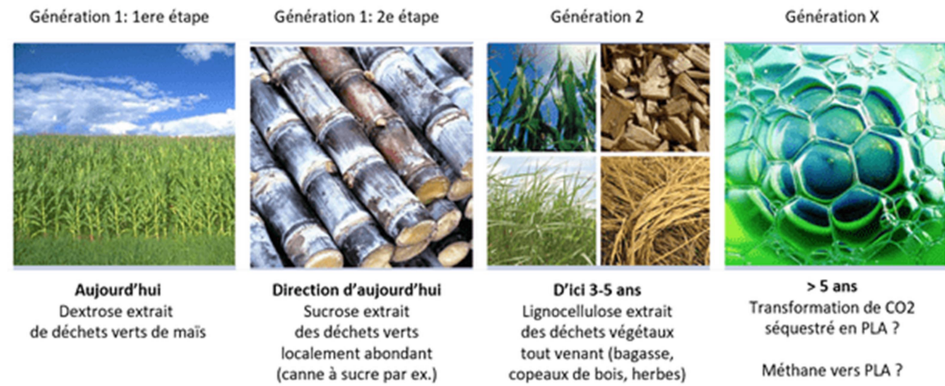 Génération 1: 1ere étape
Génération 1: 2e étape
Génération 2
Génération X
Aujourd'hui
Dextrose extrait
de déchets verts de maïs
Direction d'aujourd'hui
Sucrose extrait
des déchets verts
localement abondant
(canne à sucre par ex.)
D'ici 3-5 ans
Lignocellulose extrait
des déchets végétaux
tout venant (bagasse,
copeaux de bois, herbes)
> 5 ans
Transformation de CO2
séquestré en PLA ?
Méthane vers PLA ?